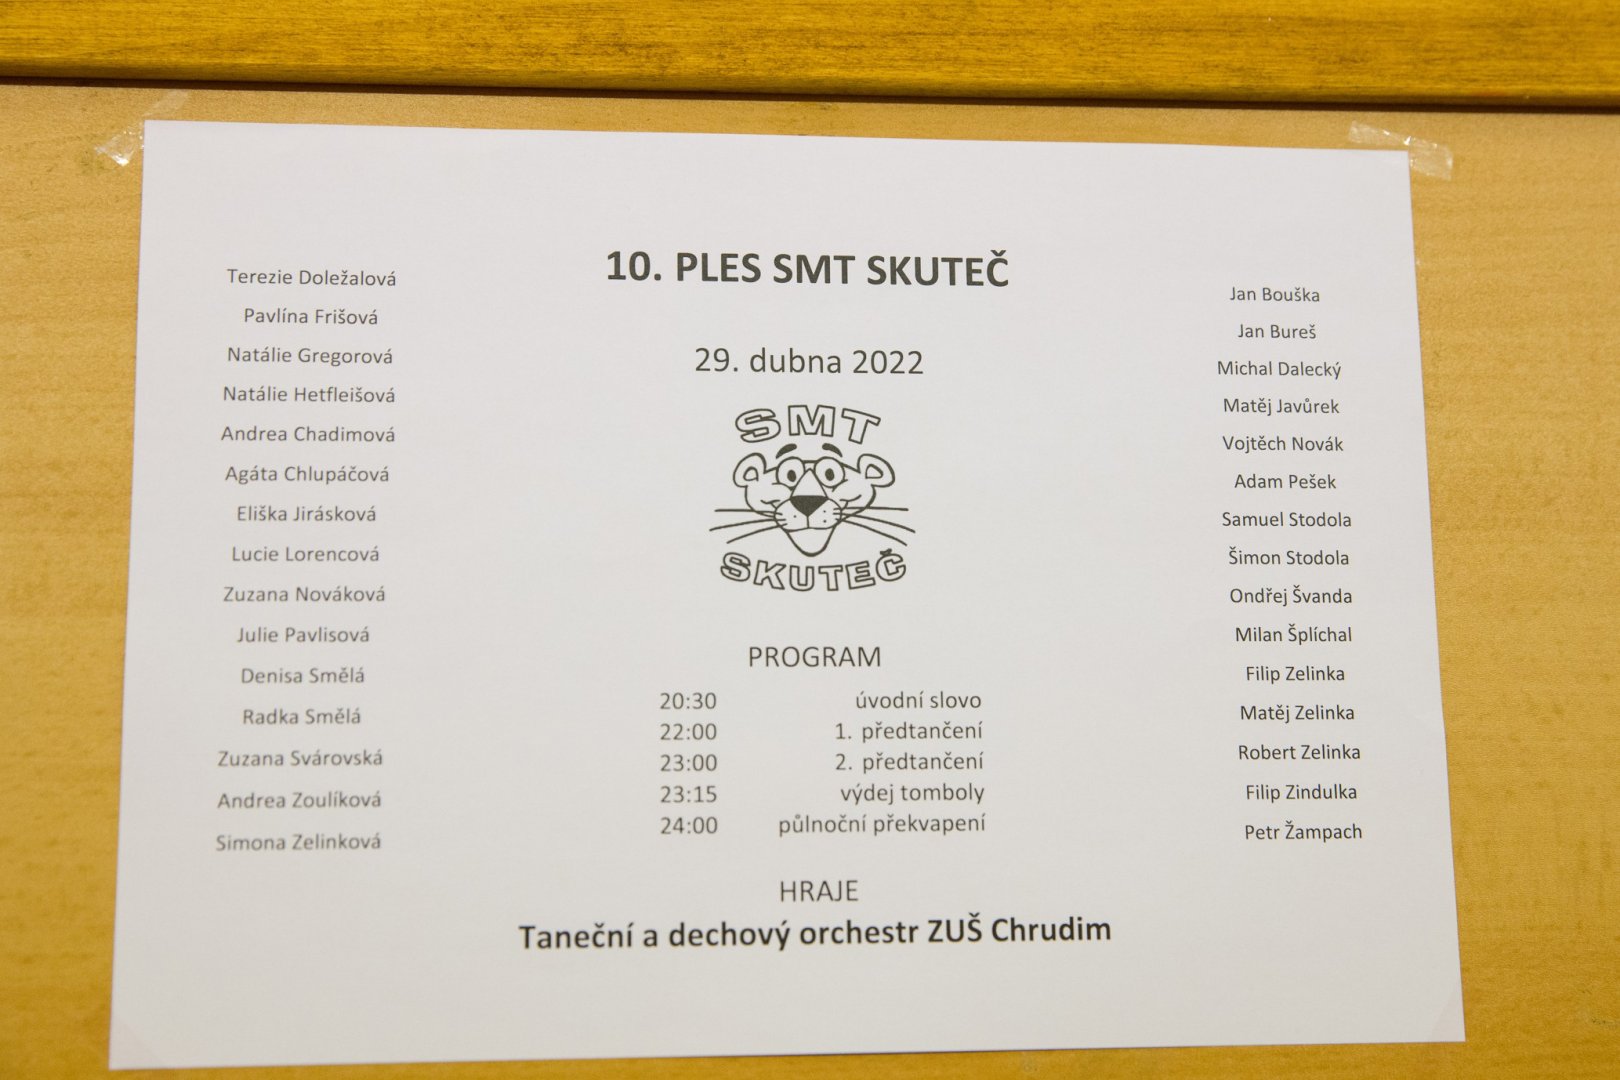 Terezie Doležalová
Pavlína Frišová
Natálie Gregorová
Natálie Hetfleišová
Andrea Chadimová
Agáta Chlupáčová
Eliška Jirásková
Lucie Lorencová
Zuzana Nováková
Julie Pavlisová
Denisa Smělá
Radka Smělá
Zuzana Svárovská
Andrea Zoulíková
Simona Zelinková
10. PLES SMT SKUTEČ
29. dubna 2022
SMT
SKUTEČ
PROGRAM
20:30 úvodní slovo
22:00 1. předtančení
23:00 2. předtančení
23:15 výdej tomboly
24:00 půlnoční překvapení
HRAJE
Taneční a dechový orchestr ZUŠ Chrudim
Jan Bouška
Jan Bureš
Michal Dalecký
Matěj Javůrek
Vojtěch Novák
Adam Pešek
Samuel Stodola
Šimon Stodola
Ondřej Švanda
Milan Šplíchal
Filip Zelinka
Matěj Zelinka
Robert Zelinka
Filip Zindulka
Petr Žampach